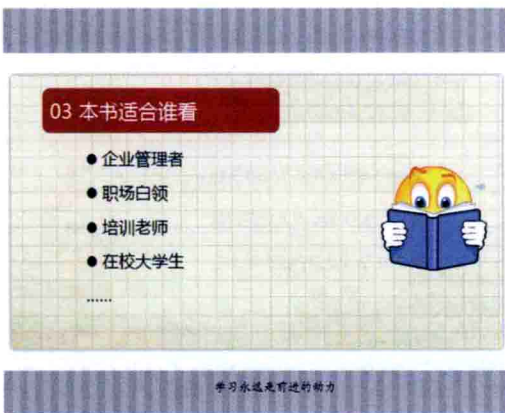 03 本书适合谁看
● 企业管理者
● 职场白领
● 培训老师
● 在校大学生
......
学习永远是前进的动力